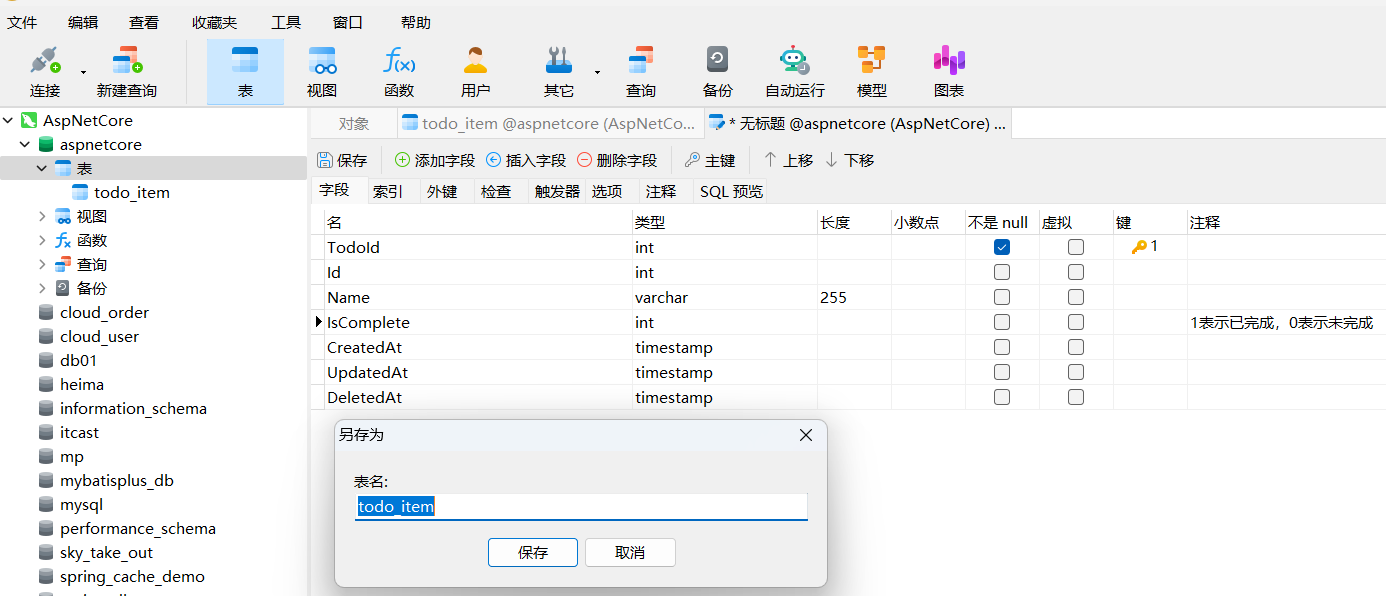 文件 编辑 查看 收藏夹 工具 窗口 帮助
连接 新建查询 表 视图 函数 用户 其它 查询 备份 自动运行 模型 图表
AspNetCore
aspnetcore
表
todo_item
视图
函数
查询
备份
cloud_order
cloud_user
db01
heima
information_schema
itcast
mp
mybatisplus_db
mysql
performance_schema
sky_take_out
spring_cache_demo
对象 todo_item @aspnetcore (AspNetCo... * 无标题 @aspnetcore (AspNetCore) ...
保存 添加字段 插入字段 删除字段 主键 上移 下移
字段 索引 外键 检查 触发器 选项 注释 SQL 预览
名 类型 长度 小数点 不是 null 虚拟 键 注释
TodoId int 1
Id int
Name varchar 255
IsComplete int 1表示已完成，0表示未完成
CreatedAt timestamp
UpdatedAt timestamp
DeletedAt timestamp
另存为
表名:
todo_item
保存 取消